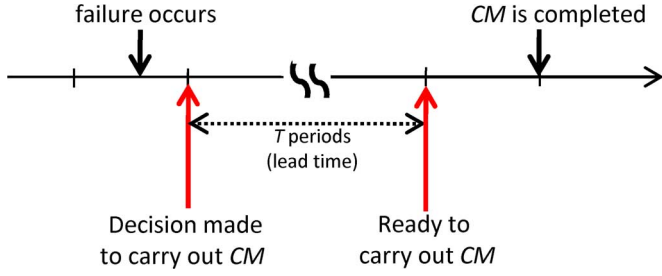 failure occurs
CM is completed
T periods
(lead time)
Decision made
to carry out CM
Ready to
carry out CM